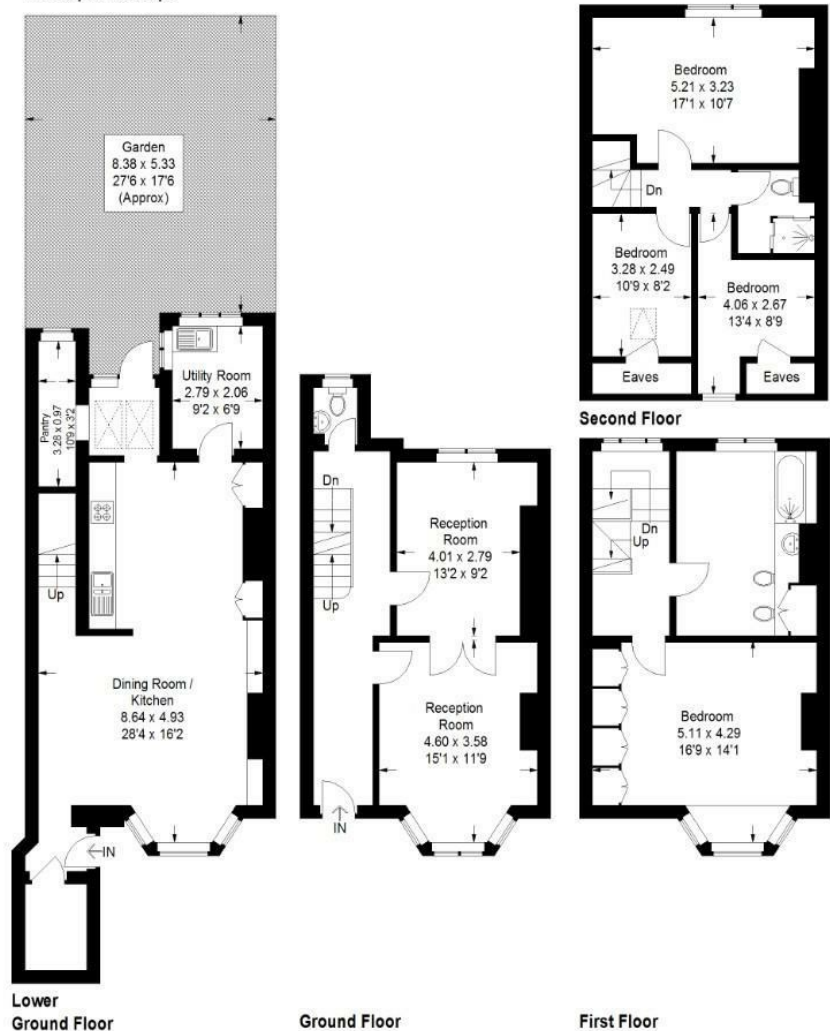 Garden
8.38 x 5.33
27'6 x 17'6
(Approx)
Utility Room
2.79 x 2.06
9'2 x 6'9
Pantry
3.28 x 0.97
10'9 x 3'2
Up
Dining Room /
Kitchen
8.64 x 4.93
28'4 x 16'2
IN
Lower
Ground Floor
Dn
Up
Reception
Room
4.01 x 2.79
13'2 x 9'2
Reception
Room
4.60 x 3.58
15'1 x 11'9
IN
Ground Floor
Bedroom
5.21 x 3.23
17'1 x 10'7
Dn
Bedroom
3.28 x 2.49
10'9 x 8'2
Bedroom
4.06 x 2.67
13'4 x 8'9
Eaves
Eaves
Second Floor
Dn
Up
Bedroom
5.11 x 4.29
16'9 x 14'1
First Floor